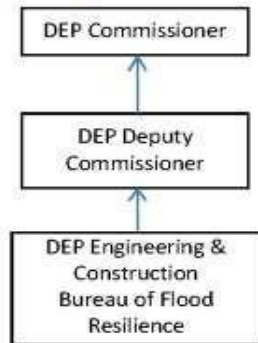 DEP Commissioner
DEP Deputy
Commissioner
DEP Engineering &
Construction
Bureau of Flood
Resilience